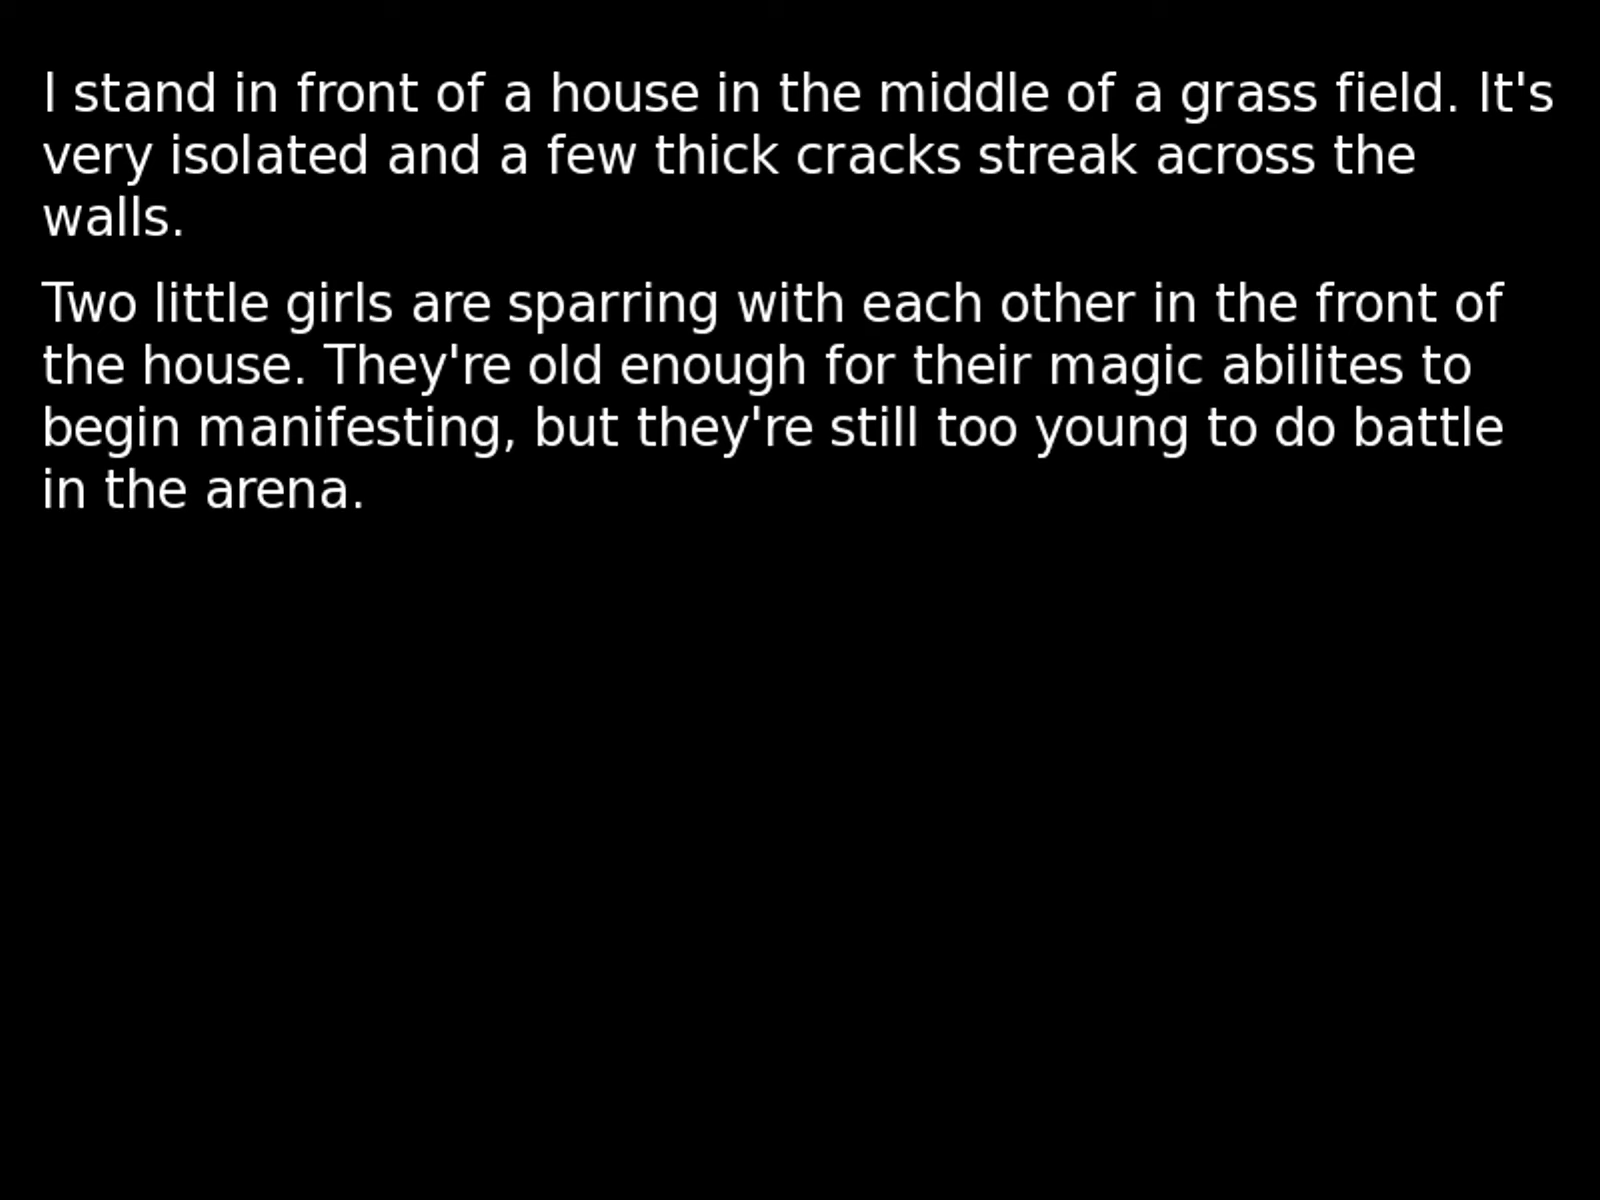 I stand in front of a house in the middle of a grass field. It's
very isolated and a few thick cracks streak across the
walls.
Two little girls are sparring with each other in the front of
the house. They're old enough for their magic abilites to
begin manifesting, but they're still too young to do battle
in the arena.